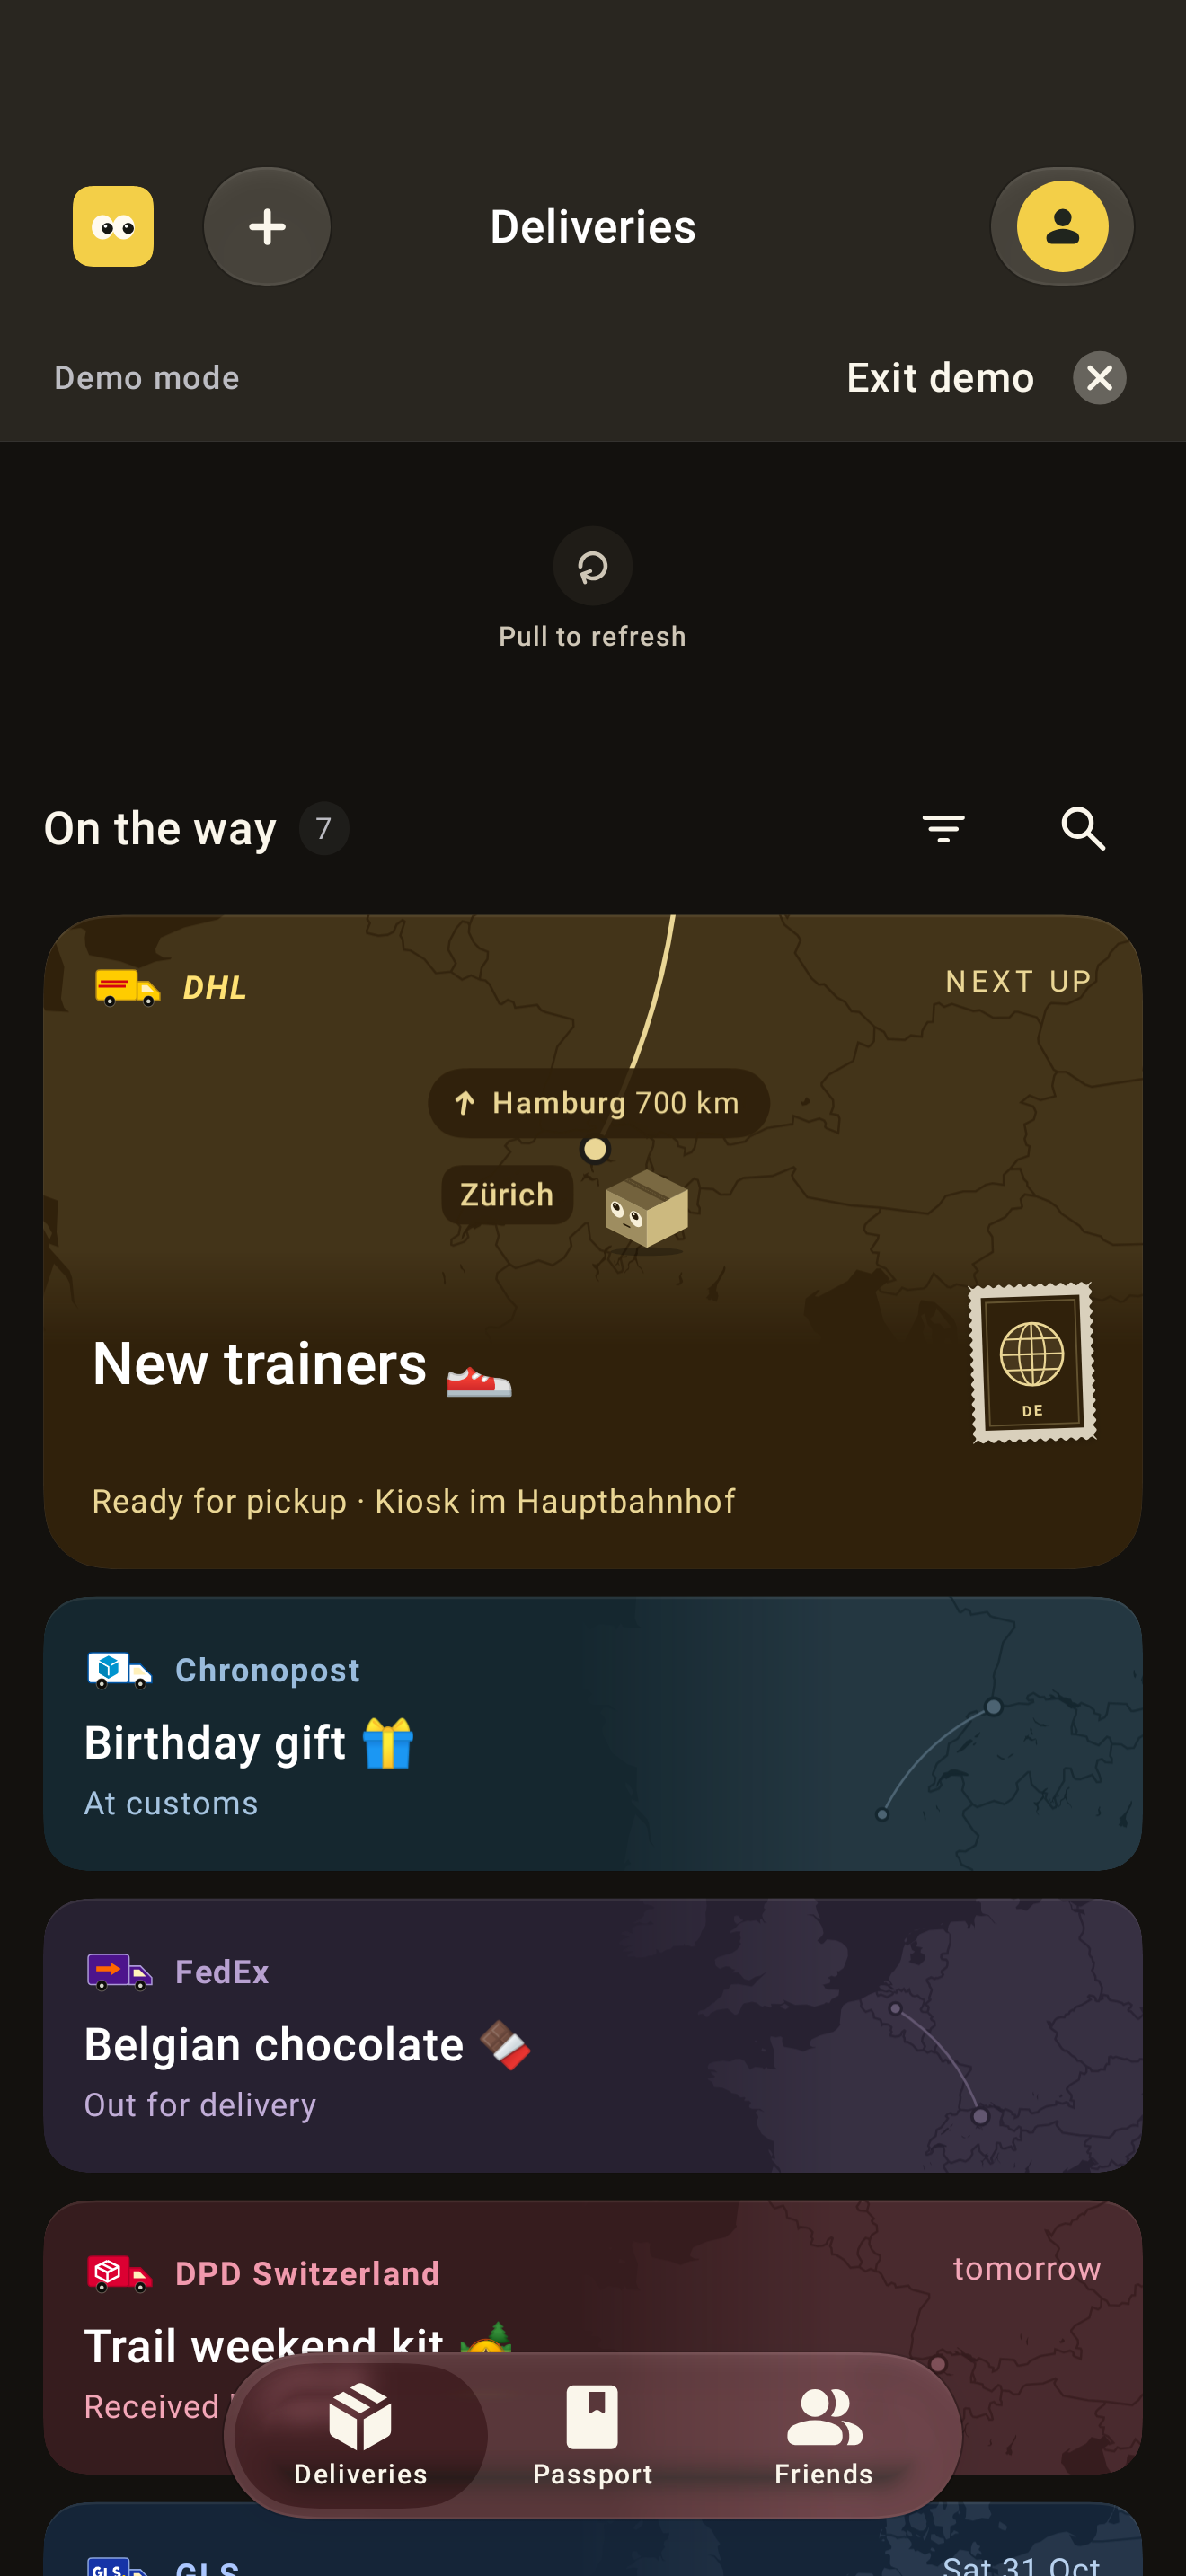 Deliveries
Demo mode
Exit demo
Pull to refresh
On the way 7
DHL
NEXT UP
Hamburg 700 km
Zürich
New trainers
DE
Ready for pickup · Kiosk im Hauptbahnhof
Chronopost
Birthday gift
At customs
FedEx
Belgian chocolate
Out for delivery
DPD Switzerland
tomorrow
Trail weekend kit
Received
Deliveries
Passport
Friends
GLS
GLS
Sat 31 Oct